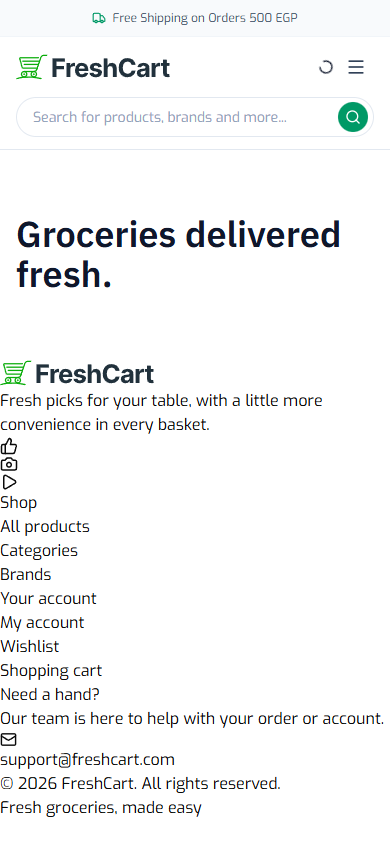 Free Shipping on Orders 500 EGP
FreshCart
Search for products, brands and more...
Groceries delivered
fresh.
FreshCart
Fresh picks for your table, with a little more
convenience in every basket.
Shop
All products
Categories
Brands
Your account
My account
Wishlist
Shopping cart
Need a hand?
Our team is here to help with your order or account.
support@freshcart.com
© 2026 FreshCart. All rights reserved.
Fresh groceries, made easy